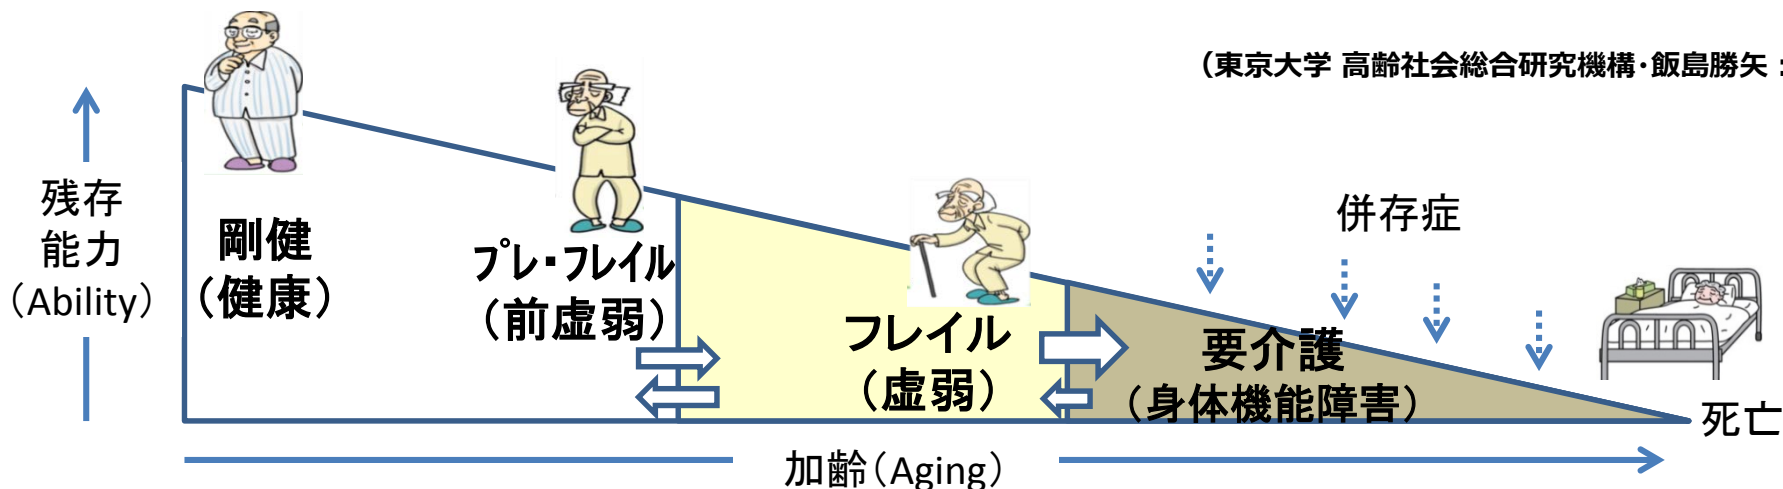 （東京大学 高齢社会総合研究機構・飯島勝矢：
残存
能力
（Ability）
剛健
（健康）
プレ・フレイル
（前虚弱）
フレイル
（虚弱）
併存症
要介護
（身体機能障害）
死亡
加齢（Aging）